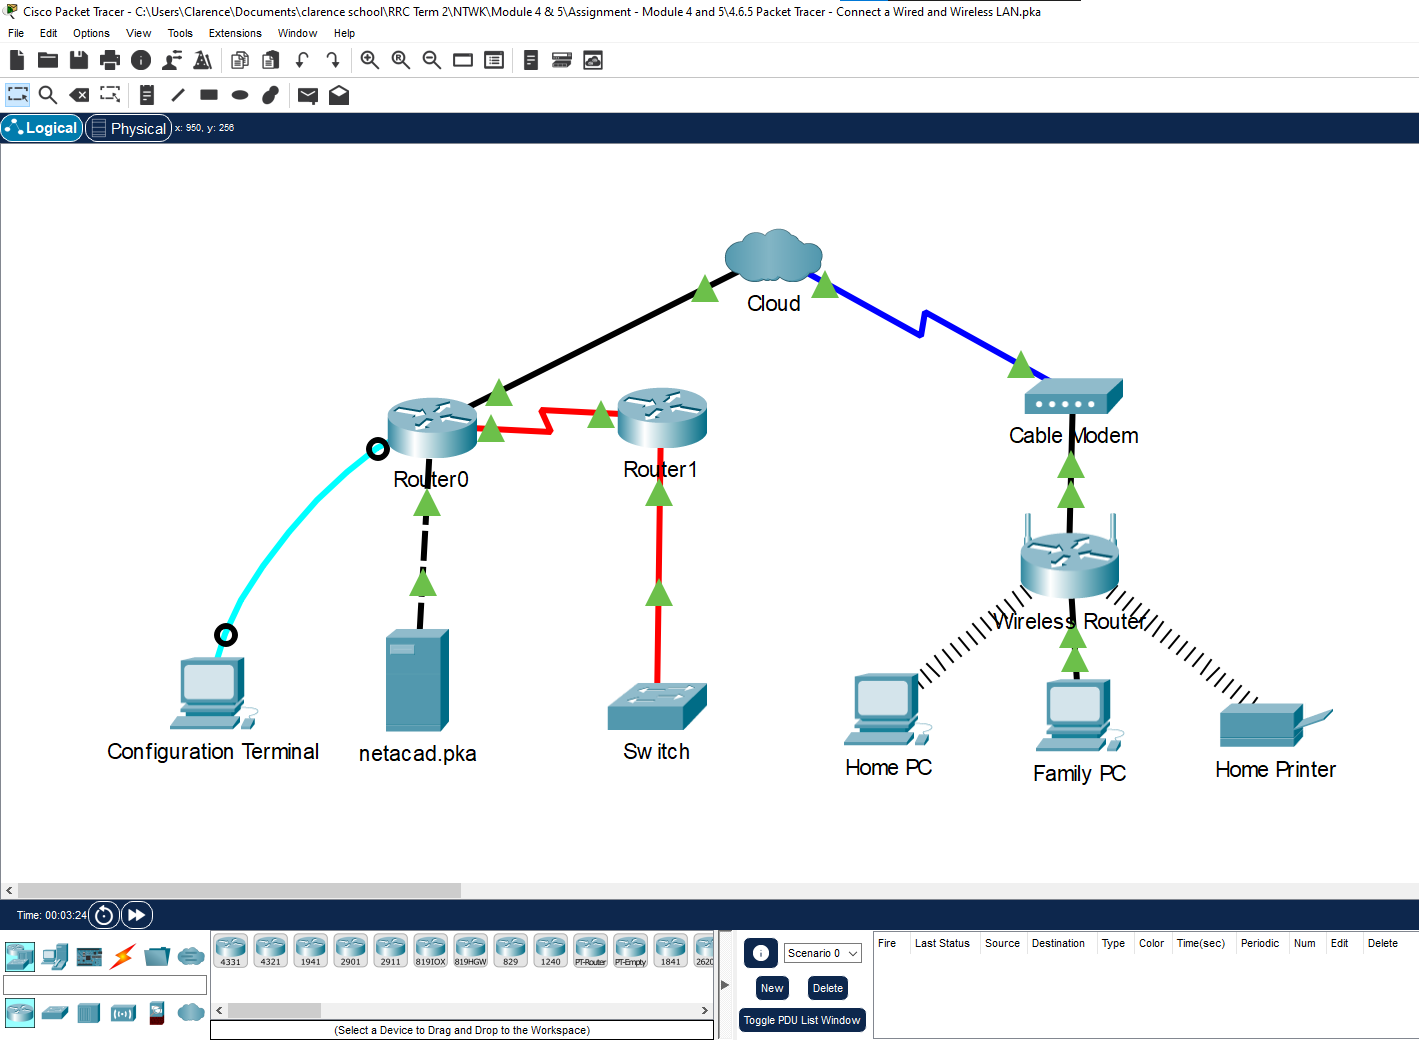 Cisco Packet Tracer - C:\Users\Clarence\Documents\clarence school\RRC Term 2\NTWK\Module 4 & 5\Assignment - Module 4 and 5\4.6.5 Packet Tracer - Connect a Wired and Wireless LAN.pka
File Edit Options View Tools Extensions Window Help
Logical Physical x: 950, y: 256
Cloud
Cable Modem
Router0 Router1
Wireless Router
Configuration Terminal netacad.pka Switch Home PC Family PC Home Printer
Time: 00:03:24
4331 4321 1941 2901 2911 819IOX 819HGW 829 1240 PT-Router PT-Empty 1841 2620
(Select a Device to Drag and Drop to the Workspace)
Scenario 0
New Delete
Toggle PDU List Window
Fire Last Status Source Destination Type Color Time(sec) Periodic Num Edit Delete